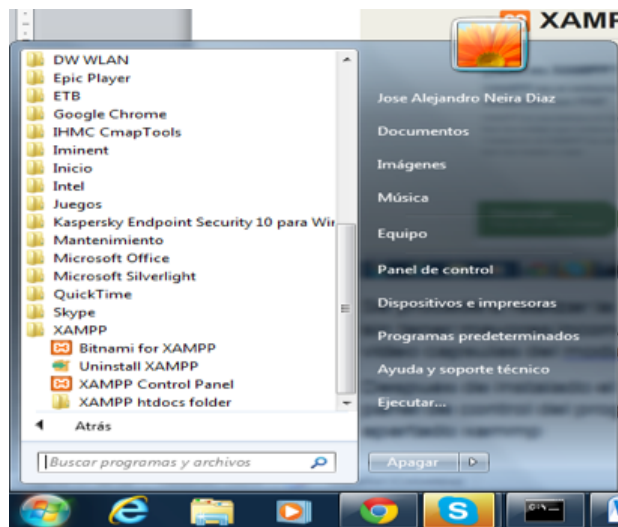 XAMP
DW WLAN
Epic Player
ETB
Google Chrome
IHMC CmapTools
Iminent
Inicio
Intel
Juegos
Kaspersky Endpoint Security 10 para Wir
Mantenimiento
Microsoft Office
Microsoft Silverlight
QuickTime
Skype
XAMPP
Bitnami for XAMPP
Uninstall XAMPP
XAMPP Control Panel
XAMPP htdocs folder
Atrás
Buscar programas y archivos
Jose Alejandro Neira Diaz
Documentos
Imágenes
Música
Equipo
Panel de control
Dispositivos e impresoras
Programas predeterminados
Ayuda y soporte técnico
Ejecutar...
Apagar